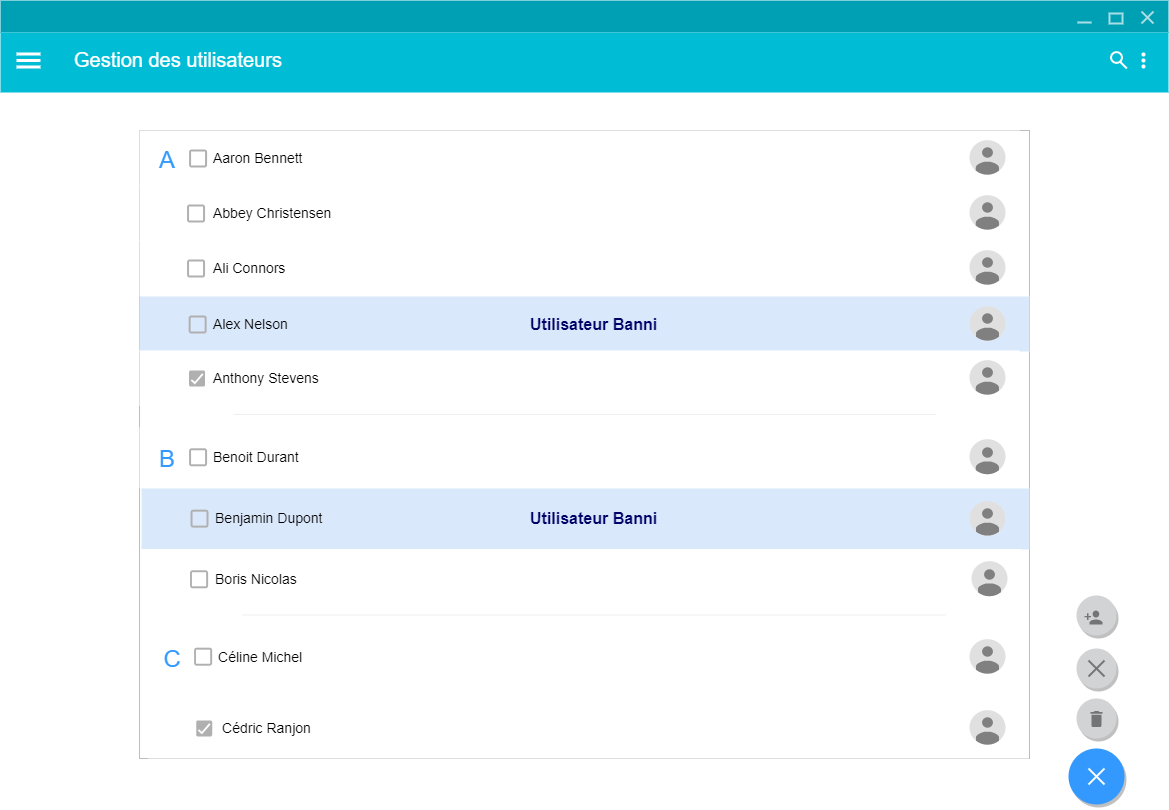 Gestion des utilisateurs
A Aaron Bennett
Abbey Christensen
Ali Connors
Alex Nelson Utilisateur Banni
Anthony Stevens
B Benoit Durant
Benjamin Dupont Utilisateur Banni
Boris Nicolas
C Céline Michel
Cédric Ranjon